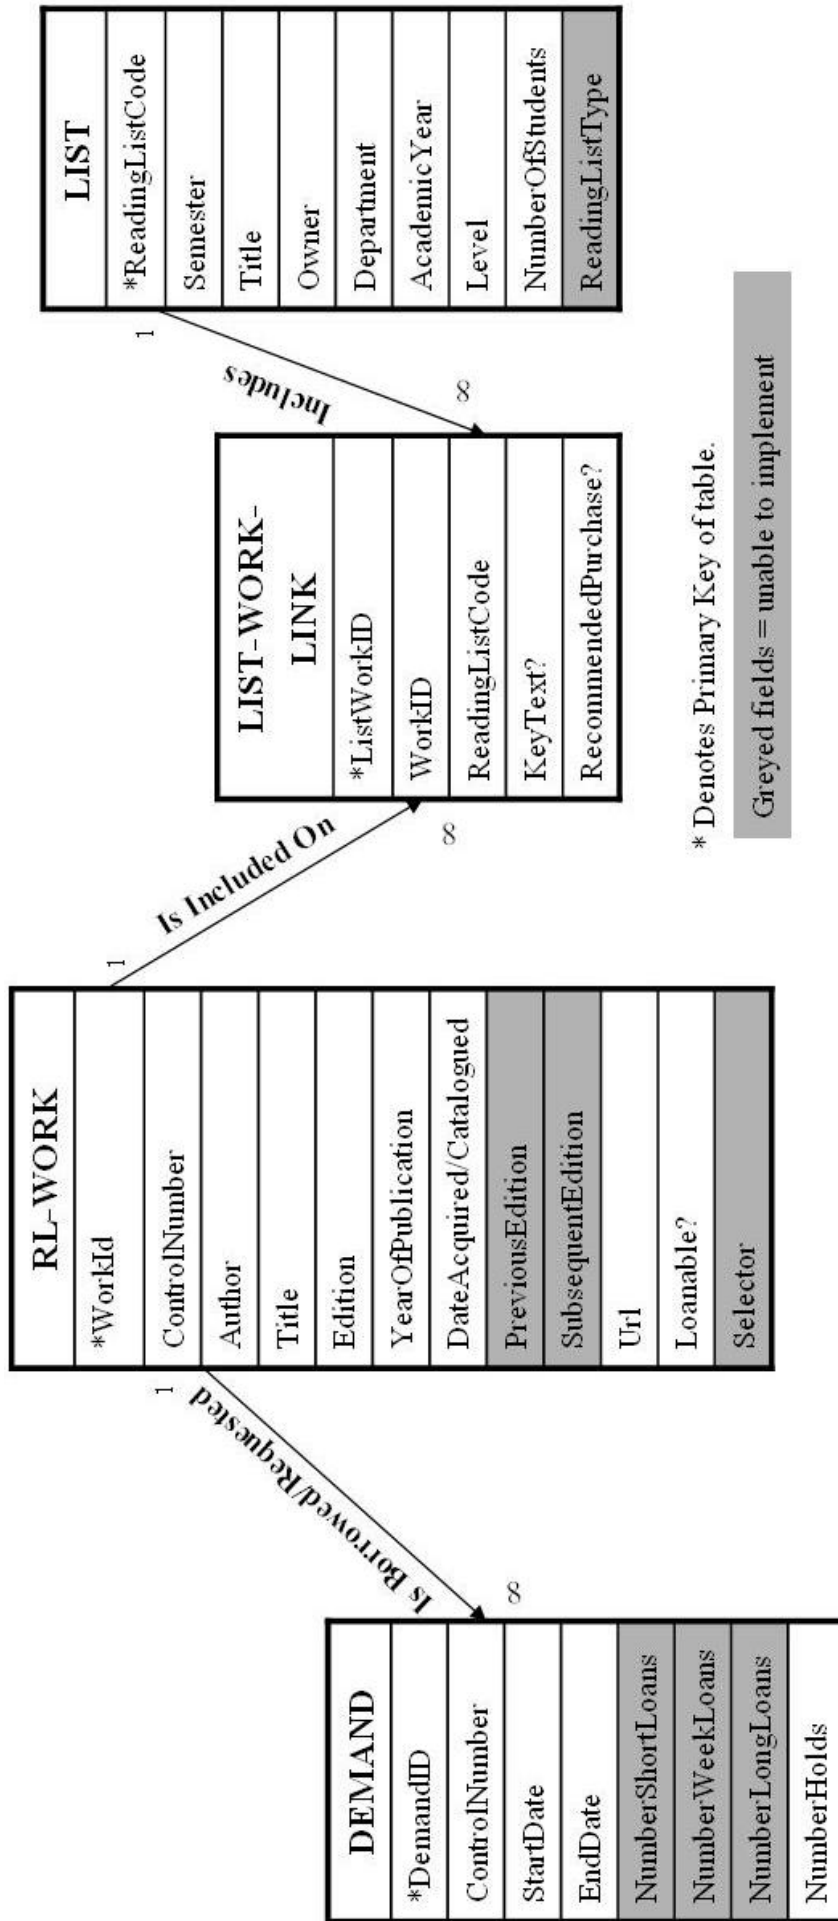 DEMAND
*DemandID
ControlNumber
StartDate
EndDate
NumberShortLoans
NumberWeekLoans
NumberLongLoans
NumberHolds
∞
Is Borrowed/Requested
1
RL-WORK
*WorkId
ControlNumber
Author
Title
Edition
YearOfPublication
DateAcquired/Catalogued
PreviousEdition
SubsequentEdition
Url
Loanable?
Selector
1
Is Included On
∞
LIST-WORK-
LINK
*ListWorkID
WorkID
ReadingListCode
KeyText?
RecommendedPurchase?
∞
Includes
1
LIST
*ReadingListCode
Semester
Title
Owner
Department
AcademicYear
Level
NumberOfStudents
ReadingListType
* Denotes Primary Key of table.
Greyed fields = unable to implement